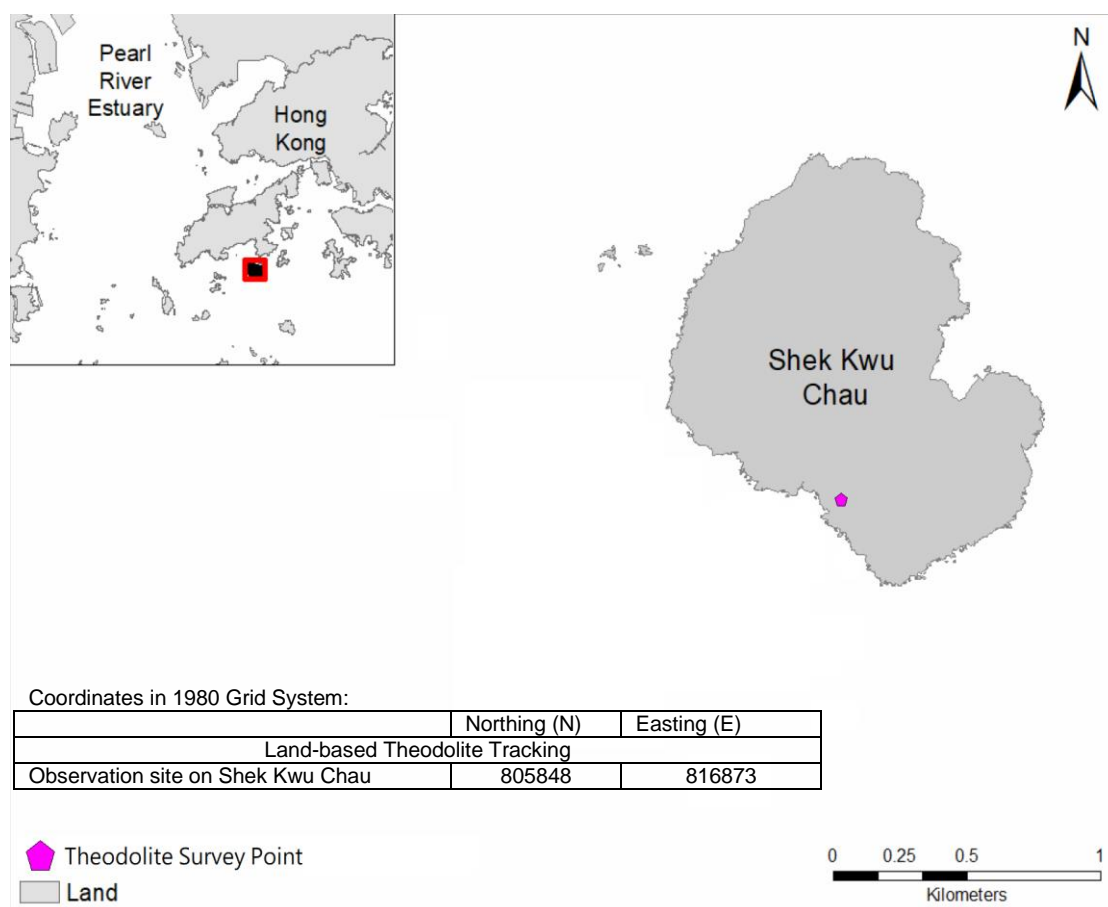 Pearl
River
Estuary
Hong
Kong
N
Shek Kwu
Chau
Coordinates in 1980 Grid System:
Northing (N) Easting (E)
Land-based Theodolite Tracking
Observation site on Shek Kwu Chau 805848 816873
Theodolite Survey Point
Land
0 0.25 0.5 1
Kilometers